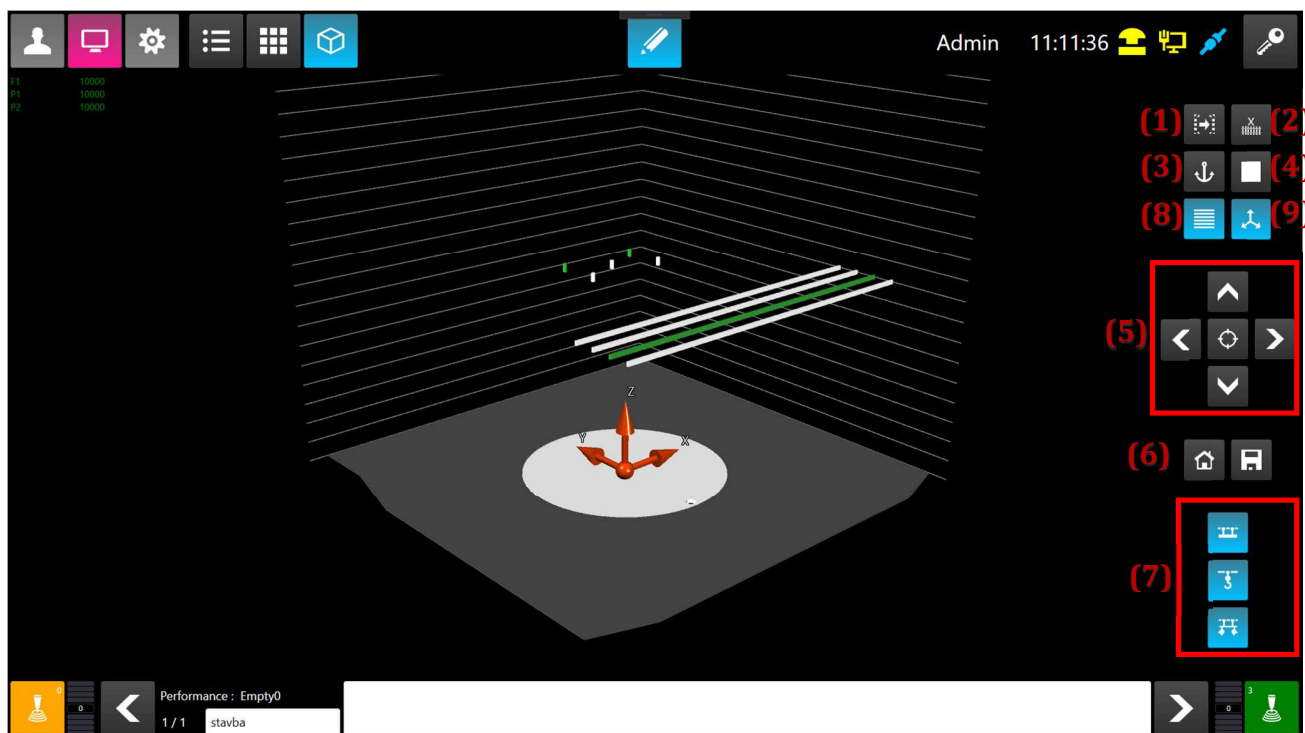 Admin 11:11:36
F1 10000
P1 10000
P2 10000
(1) X (2)
(3) (4)
(8) (9)
Z
Y X
(5)
(6)
(7)
0 Performance : Empty0 3
0 1 / 1 stavba 0